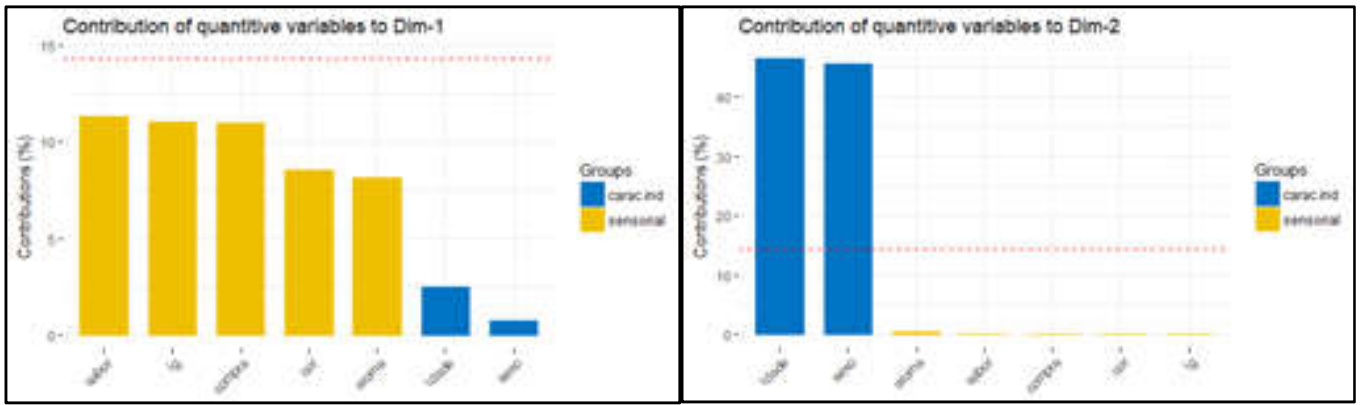 Contribution of quantitive variables to Dim-1
15
10
5
0
Contributions (%)
sabor
compra
cor
aroma
Groups
carac.ind
sensorial
Contribution of quantitive variables to Dim-2
40
30
20
10
0
Contributions (%)
aroma
sabor
compra
cor
Groups
carac.ind
sensorial